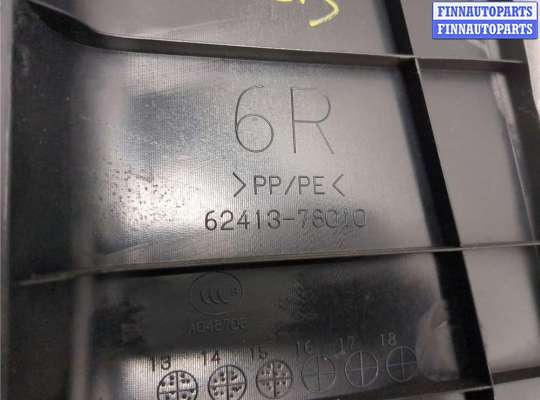 FINNAUTOPARTS
FINNAUTOPARTS
6R
>PP/PE<
62413-78010
13 14 15 16 17 18